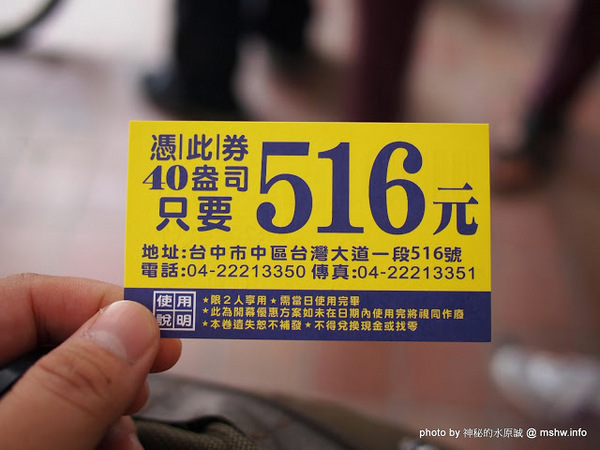 憑此券
40盎司
只要
516元
地址:台中市中區台灣大道一段516號
電話:04-22213350 傳真:04-22213351
使用
說明
★限2人享用★需當日使用完畢
★此為開幕優惠方案如未在日期內使用完將視同作廢
★本卷遺失恕不補發★不得兌換現金或找零
photo by 神秘的水原誠 @ mshw.info